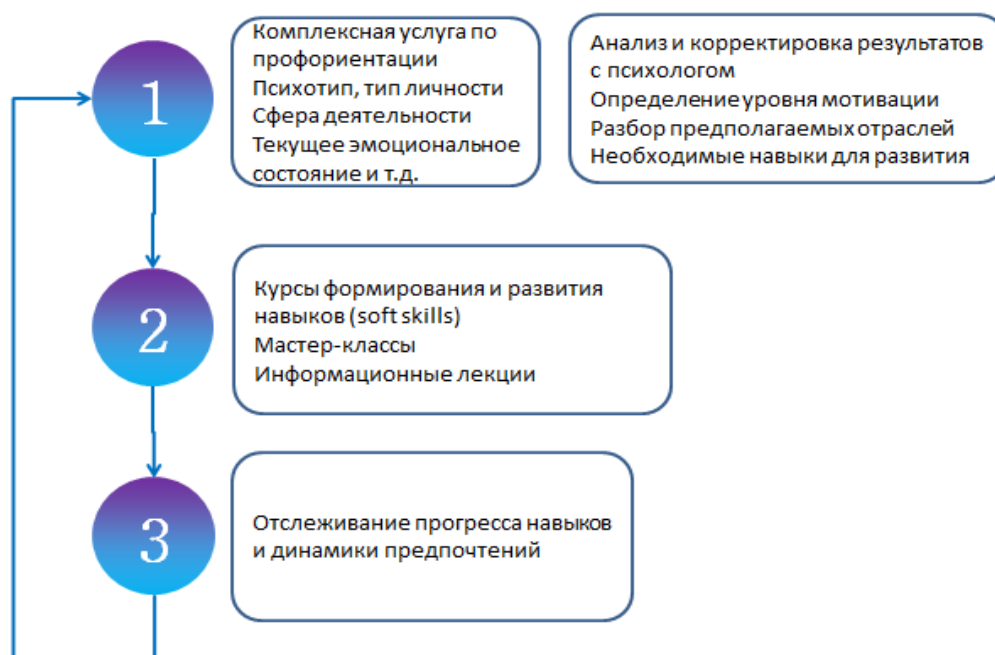 1
Комплексная услуга по
профориентации
Психотип, тип личности
Сфера деятельности
Текущее эмоциональное
состояние и т.д.
Анализ и корректировка результатов
с психологом
Определение уровня мотивации
Разбор предполагаемых отраслей
Необходимые навыки для развития
2
Курсы формирования и развития
навыков (soft skills)
Мастер-классы
Информационные лекции
3
Отслеживание прогресса навыков
и динамики предпочтений